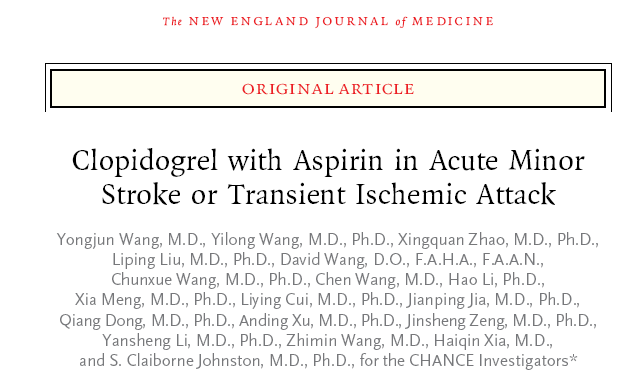 The NEW ENGLAND JOURNAL of MEDICINE
ORIGINAL ARTICLE
Clopidogrel with Aspirin in Acute Minor
Stroke or Transient Ischemic Attack
Yongjun Wang, M.D., Yilong Wang, M.D., Ph.D., Xingquan Zhao, M.D., Ph.D.,
Liping Liu, M.D., Ph.D., David Wang, D.O., F.A.H.A., F.A.A.N.,
Chunxue Wang, M.D., Ph.D., Chen Wang, M.D., Hao Li, Ph.D.,
Xia Meng, M.D., Ph.D., Liying Cui, M.D., Ph.D., Jianping Jia, M.D., Ph.D.,
Qiang Dong, M.D., Ph.D., Anding Xu, M.D., Ph.D., Jinsheng Zeng, M.D., Ph.D.,
Yansheng Li, M.D., Ph.D., Zhimin Wang, M.D., Haiqin Xia, M.D.,
and S. Claiborne Johnston, M.D., Ph.D., for the CHANCE Investigators*